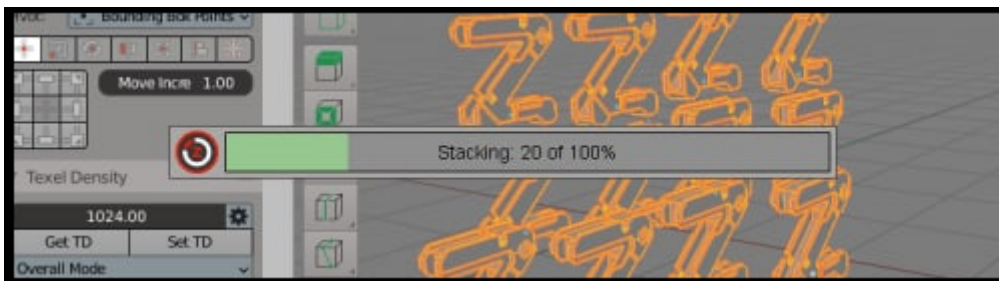 Bounding Box Points
Move Incre 1.00
Stacking: 20 of 100%
Texel Density
1024.00
Get TD
Set TD
Overall Mode